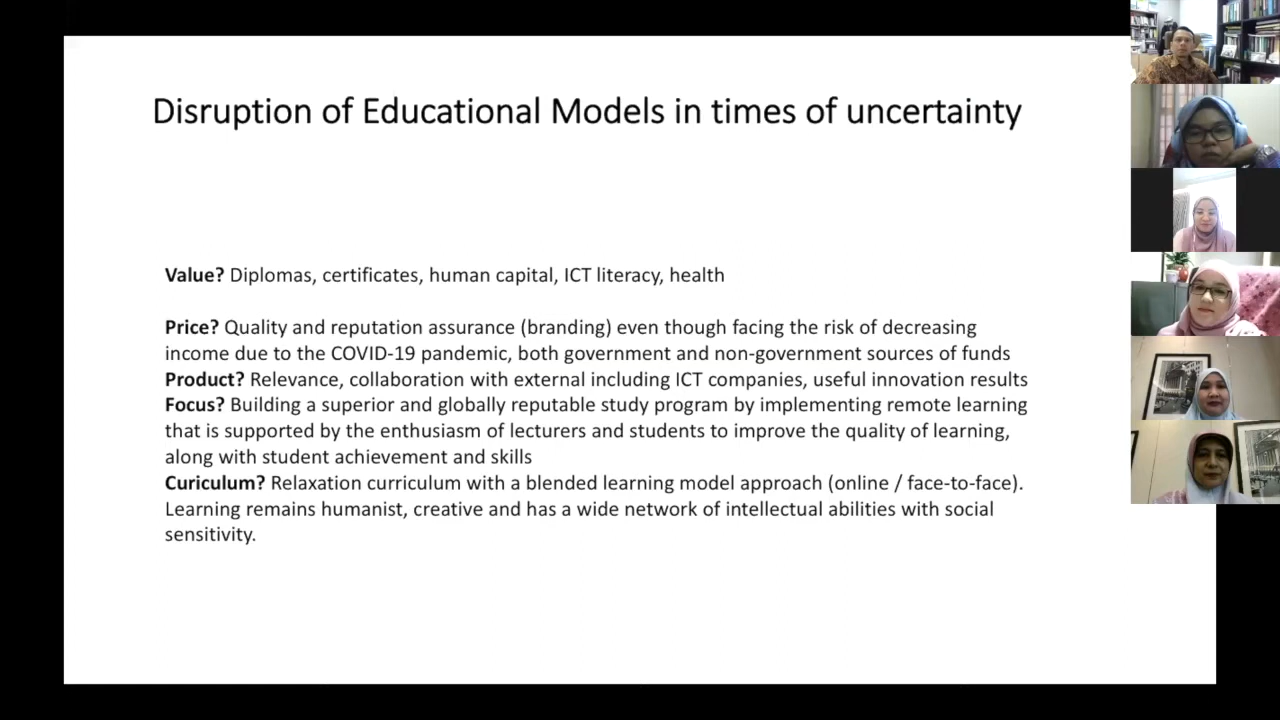 Disruption of Educational Models in times of uncertainty
Value? Diplomas, certificates, human capital, ICT literacy, health
Price? Quality and reputation assurance (branding) even though facing the risk of decreasing
income due to the COVID-19 pandemic, both government and non-government sources of funds
Product? Relevance, collaboration with external including ICT companies, useful innovation results
Focus? Building a superior and globally reputable study program by implementing remote learning
that is supported by the enthusiasm of lecturers and students to improve the quality of learning,
along with student achievement and skills
Curiculum? Relaxation curriculum with a blended learning model approach (online / face-to-face).
Learning remains humanist, creative and has a wide network of intellectual abilities with social
sensitivity.